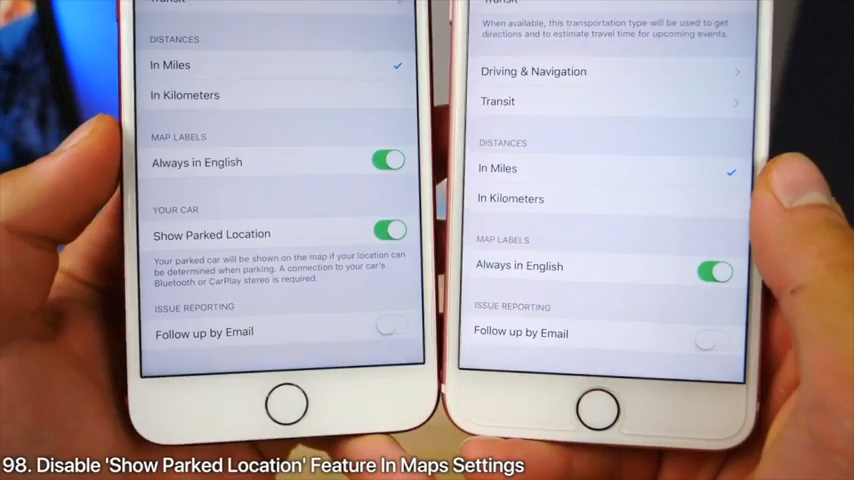 Transit
DISTANCES
In Miles
In Kilometers
MAP LABELS
Always in English
YOUR CAR
Show Parked Location
Your parked car will be shown on the map if your location can
be determined when parking. A connection to your car's
Bluetooth or CarPlay stereo is required.
ISSUE REPORTING
Follow up by Email
Transit
When available, this transportation type will be used to get
directions and to estimate travel time for upcoming events.
Driving & Navigation
Transit
DISTANCES
In Miles
In Kilometers
MAP LABELS
Always in English
ISSUE REPORTING
Follow up by Email
98. Disable 'Show Parked Location' Feature In Maps Settings